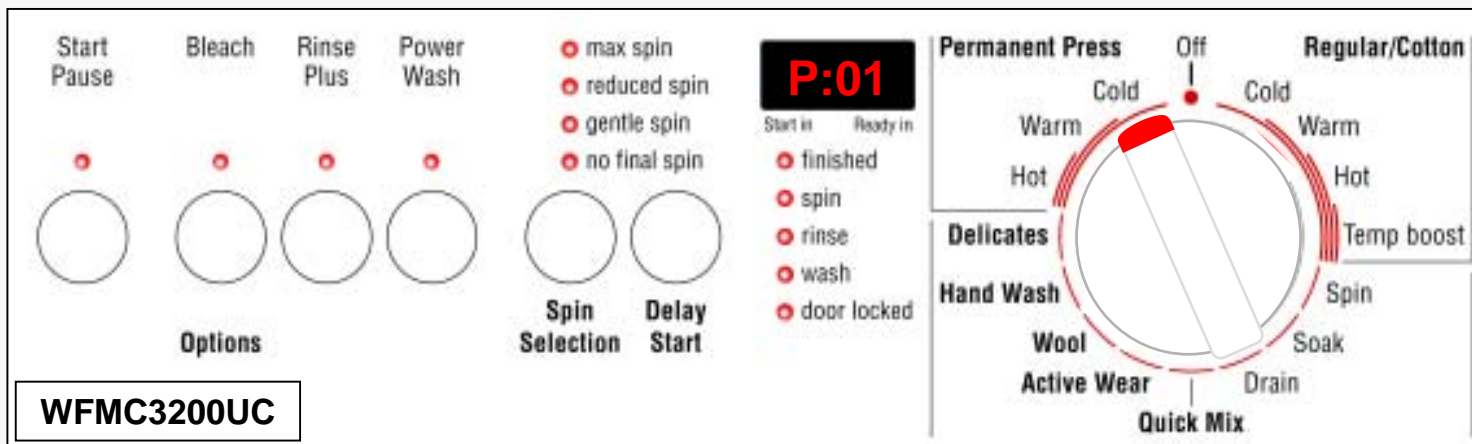 Start
Pause
Bleach
Rinse
Plus
Power
Wash
max spin
reduced spin
gentle spin
no final spin
Spin
Selection
Delay
Start
Options
WFMC3200UC
P:01
Start in Ready in
finished
spin
rinse
wash
door locked
Permanent Press
Off
Regular/Cotton
Cold
Warm
Hot
Cold
Warm
Hot
Temp boost
Delicates
Hand Wash
Wool
Active Wear
Quick Mix
Drain
Soak
Spin